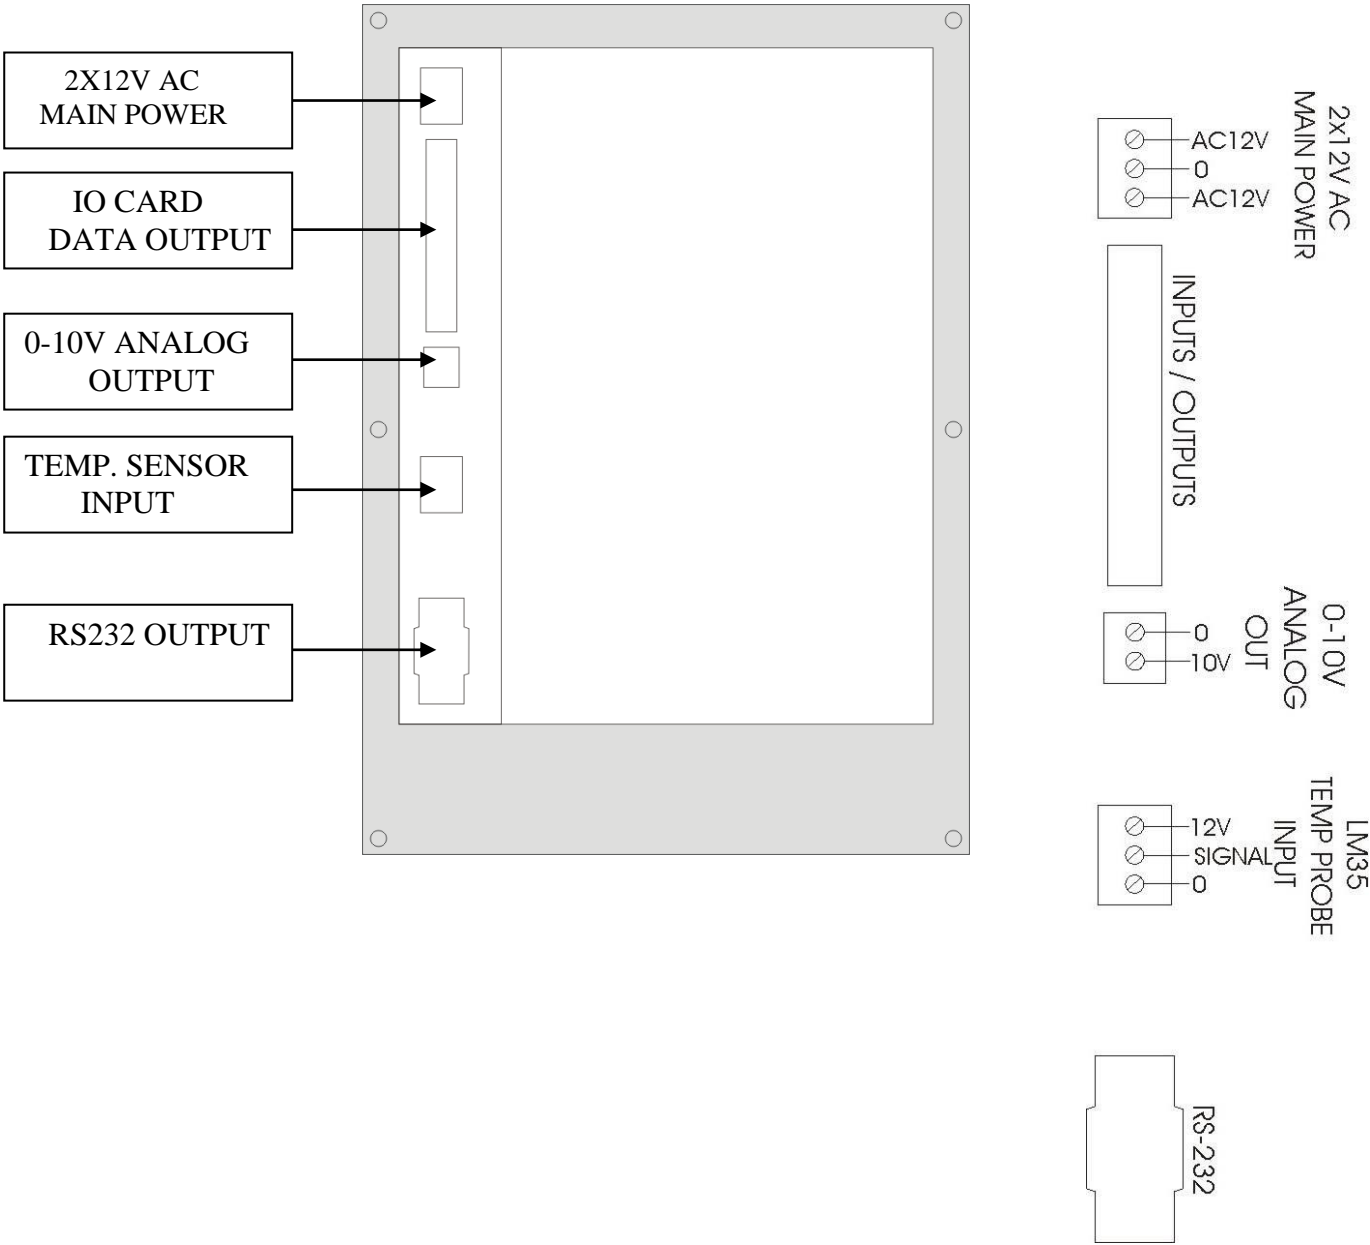 2X12V AC
MAIN POWER
IO CARD
DATA OUTPUT
0-10V ANALOG
OUTPUT
TEMP. SENSOR
INPUT
RS232 OUTPUT
2x12V AC
MAIN POWER
AC12V
0
AC12V
INPUTS / OUTPUTS
0-10V
ANALOG
OUT
0
10V
LM35
TEMP PROBE
INPUT
12V
SIGNAL
0
RS-232